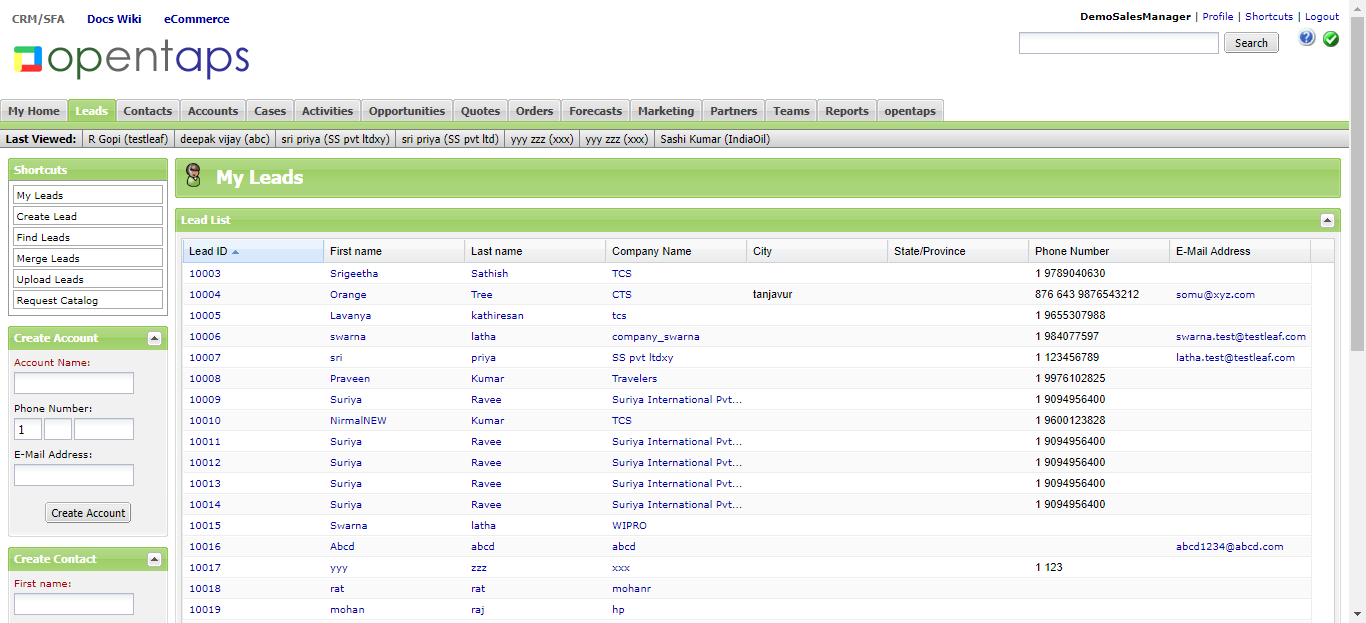 CRM/SFA Docs Wiki eCommerce
DemoSalesManager | Profile | Shortcuts | Logout
opentaps
Search
My Home Leads Contacts Accounts Cases Activities Opportunities Quotes Orders Forecasts Marketing Partners Teams Reports opentaps
Last Viewed: R Gopi (testleaf) deepak vijay (abc) sri priya (SS pvt ltdxy) sri priya (SS pvt ltd) yyy zzz (xxx) yyy zzz (xxx) Sashi Kumar (IndiaOil)
Shortcuts
My Leads
Create Lead
Find Leads
Merge Leads
Upload Leads
Request Catalog
Create Account
Account Name:
Phone Number:
1
E-Mail Address:
Create Account
Create Contact
First name:
My Leads
Lead List
Lead ID First name Last name Company Name City State/Province Phone Number E-Mail Address
10003 Srigeetha Sathish TCS 1 9789040630
10004 Orange Tree CTS tanjavur 876 643 9876543212 somu@xyz.com
10005 Lavanya kathiresan tcs 1 9655307988
10006 swarna latha company_swarna 1 984077597 swarna.test@testleaf.com
10007 sri priya SS pvt ltdxy 1 123456789 latha.test@testleaf.com
10008 Praveen Kumar Travelers 1 9976102825
10009 Suriya Ravee Suriya International Pvt... 1 9094956400
10010 NirmalNEW Kumar TCS 1 9600123828
10011 Suriya Ravee Suriya International Pvt... 1 9094956400
10012 Suriya Ravee Suriya International Pvt... 1 9094956400
10013 Suriya Ravee Suriya International Pvt... 1 9094956400
10014 Suriya Ravee Suriya International Pvt... 1 9094956400
10015 Swarna latha WIPRO
10016 Abcd abcd abcd abcd1234@abcd.com
10017 yyy zzz xxx 1 123
10018 rat rat mohanr
10019 mohan raj hp